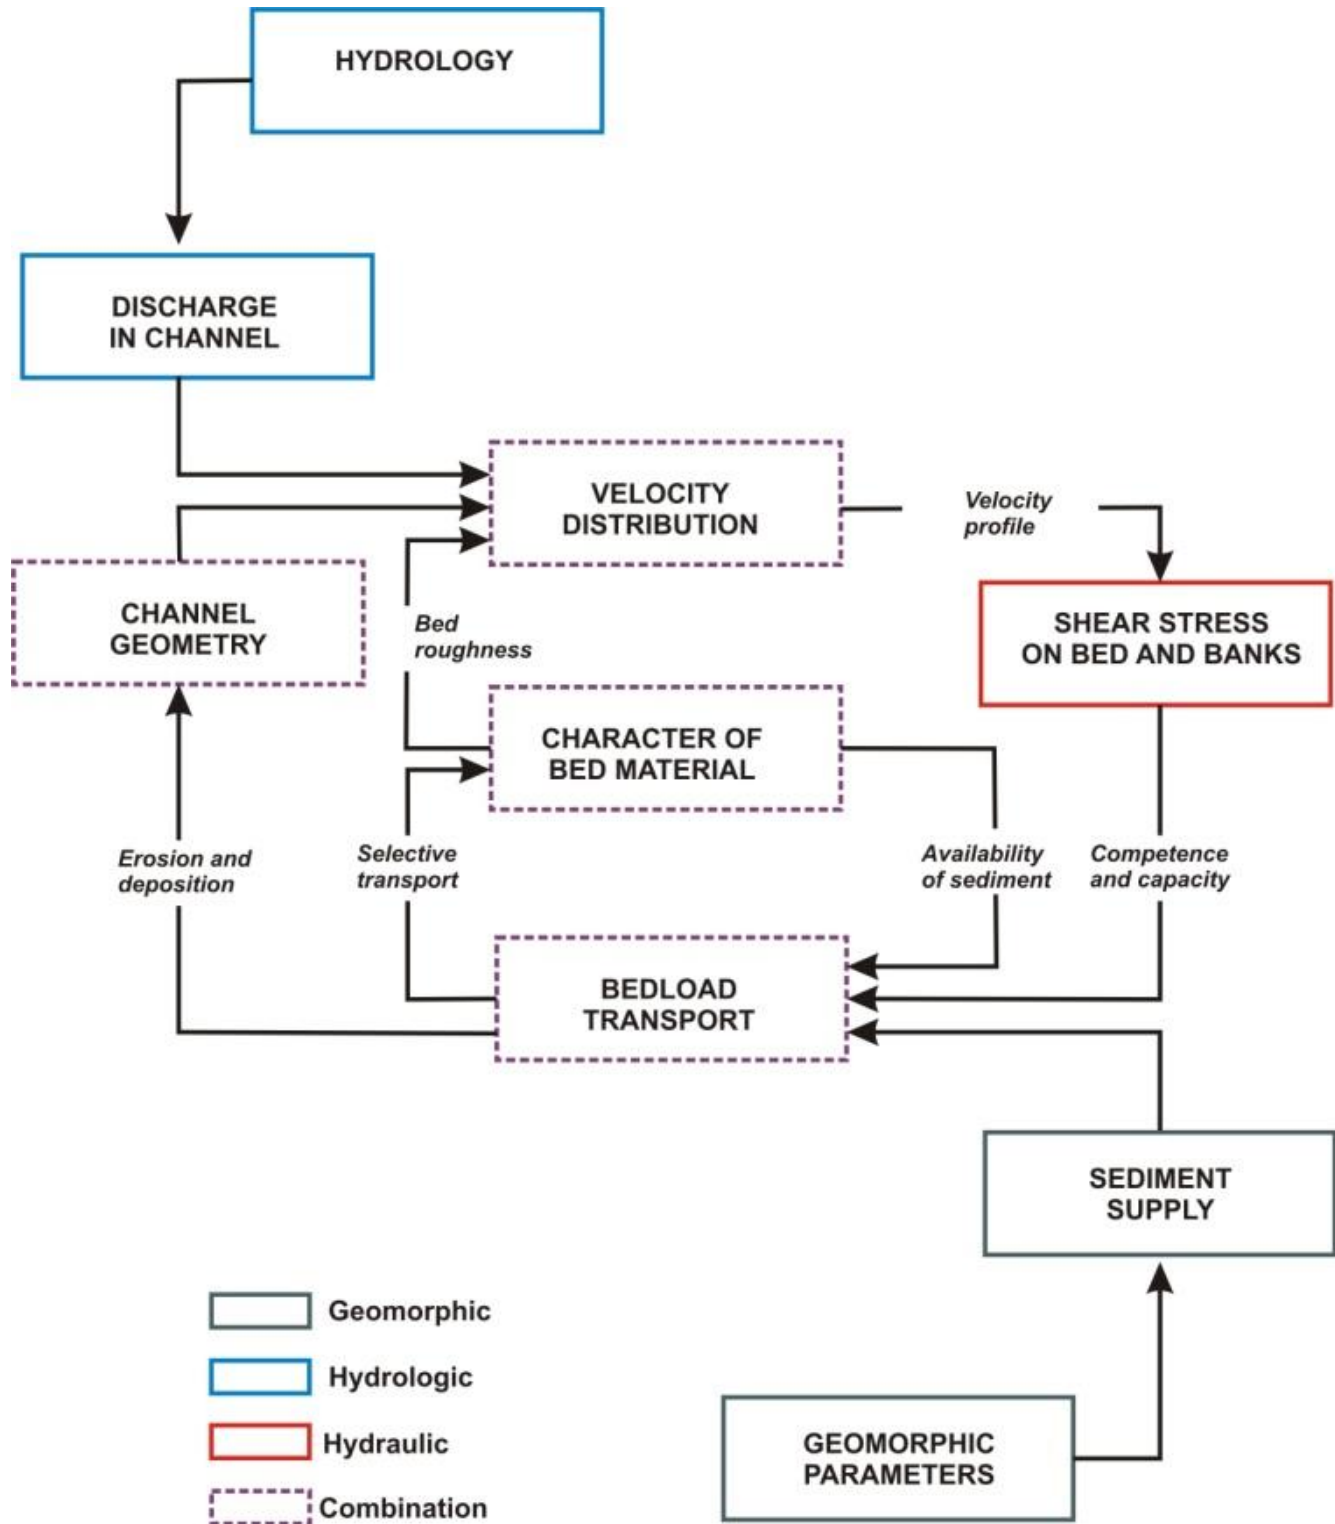 HYDROLOGY
DISCHARGE
IN CHANNEL
VELOCITY
DISTRIBUTION
Velocity
profile
CHANNEL
GEOMETRY
Bed
roughness
SHEAR STRESS
ON BED AND BANKS
CHARACTER OF
BED MATERIAL
Erosion and
deposition
Selective
transport
Availability
of sediment
Competence
and capacity
BEDLOAD
TRANSPORT
SEDIMENT
SUPPLY
Geomorphic
Hydrologic
Hydraulic
Combination
GEOMORPHIC
PARAMETERS